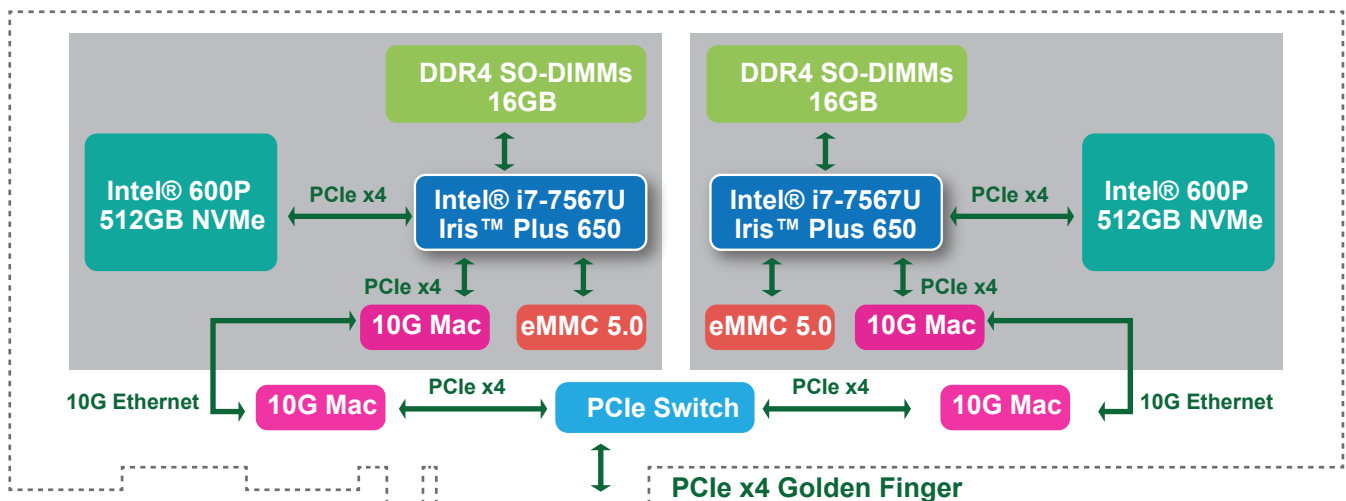 DDR4 SO-DIMMs
16GB
DDR4 SO-DIMMs
16GB
Intel® 600P
512GB NVMe
PCIe x4
Intel® i7-7567U
Iris™ Plus 650
Intel® i7-7567U
Iris™ Plus 650
PCIe x4
Intel® 600P
512GB NVMe
PCIe x4
10G Mac
eMMC 5.0
eMMC 5.0
PCIe x4
10G Mac
10G Ethernet
10G Mac
PCIe x4
PCIe Switch
PCIe x4
10G Mac
10G Ethernet
PCIe x4 Golden Finger